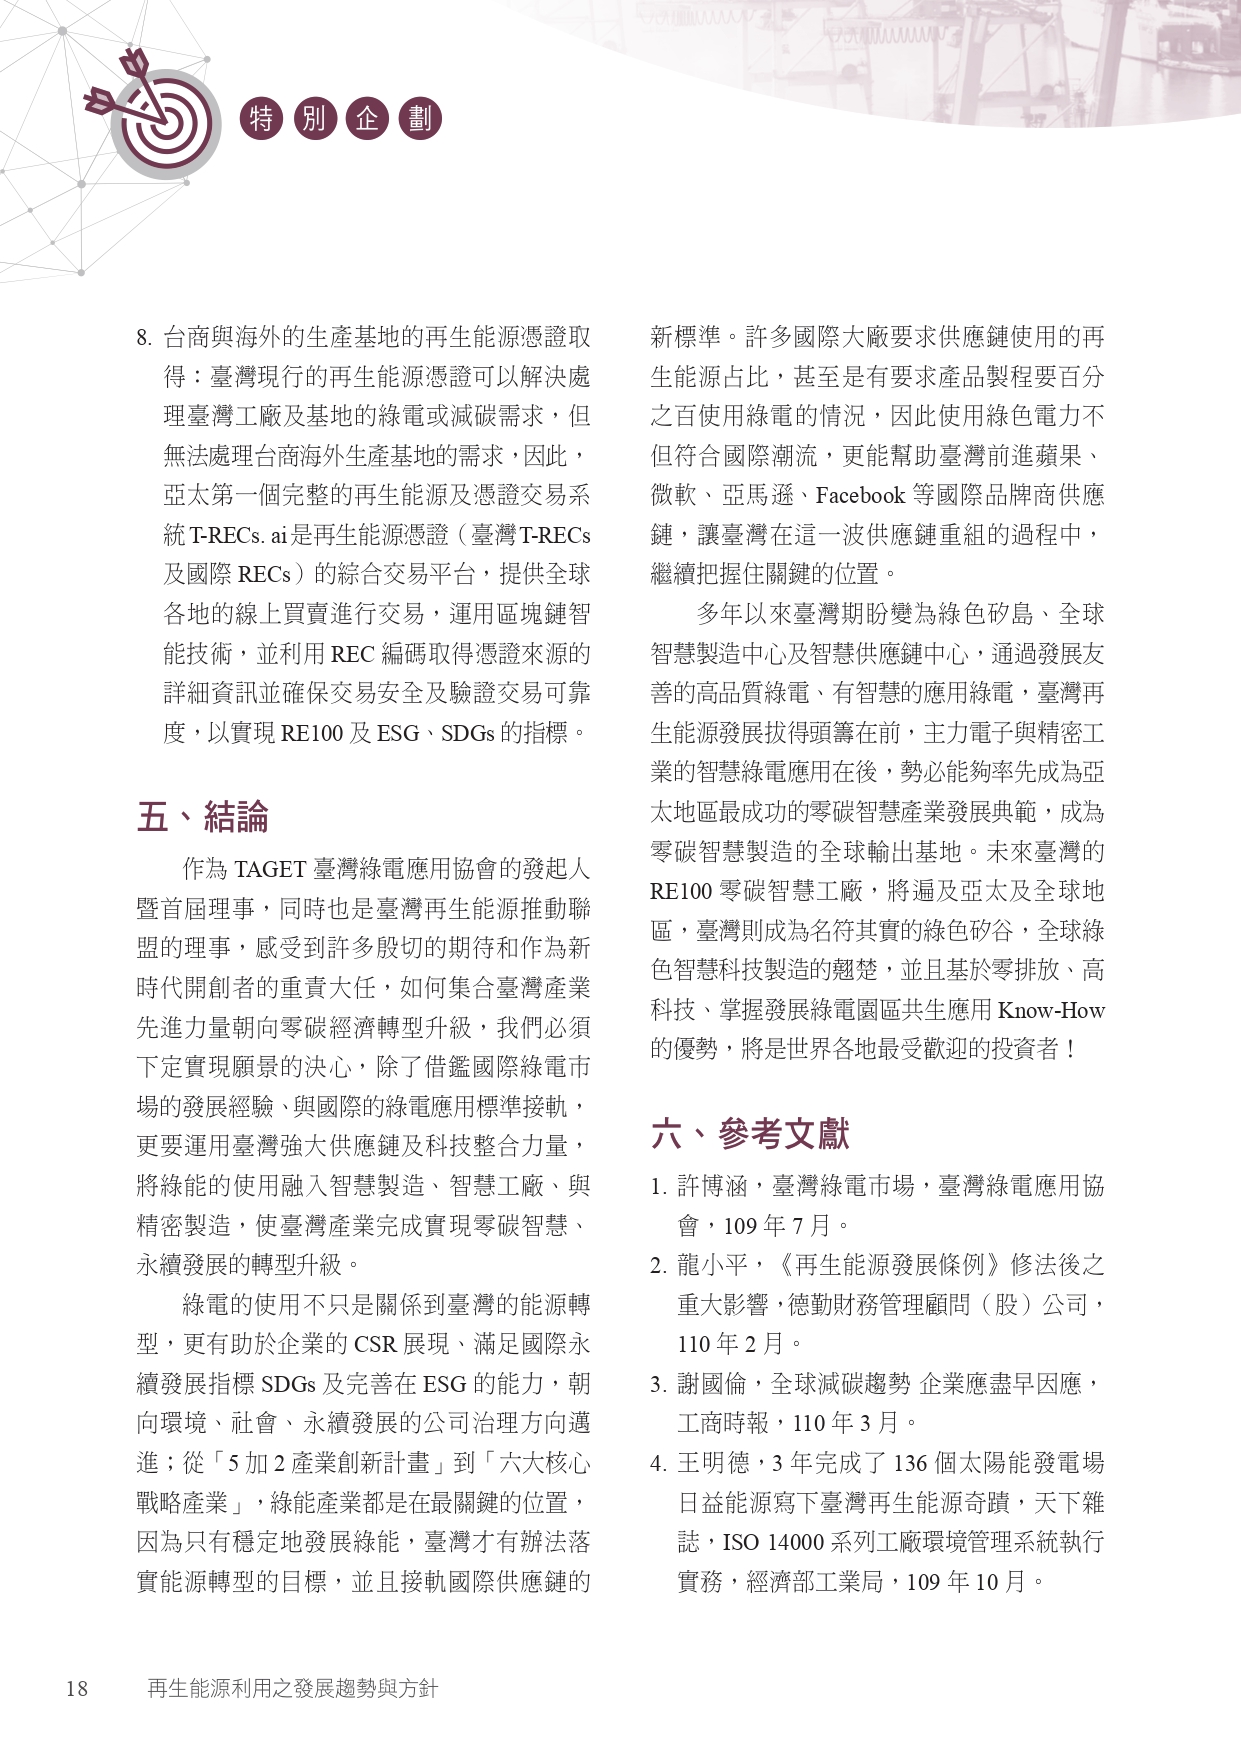 特別企劃
8. 台商與海外的生產基地的再生能源憑證取
得：臺灣現行的再生能源憑證可以解決處
理臺灣工廠及基地的綠電或減碳需求，但
無法處理台商海外生產基地的需求，因此，
亞太第一個完整的再生能源及憑證交易系
統 T-RECs. ai 是再生能源憑證（臺灣 T-RECs
及國際 RECs）的綜合交易平台，提供全球
各地的線上買賣進行交易，運用區塊鏈智
能技術，並利用 REC 編碼取得憑證來源的
詳細資訊並確保交易安全及驗證交易可靠
度，以實現 RE100 及 ESG、SDGs 的指標。
五、結論
作為 TAGET 臺灣綠電應用協會的發起人
暨首屆理事，同時也是臺灣再生能源推動聯
盟的理事，感受到許多殷切的期待和作為新
時代開創者的重責大任，如何集合臺灣產業
先進力量朝向零碳經濟轉型升級，我們必須
下定實現願景的決心，除了借鑑國際綠電市
場的發展經驗、與國際的綠電應用標準接軌，
更要運用臺灣強大供應鏈及科技整合力量，
將綠能的使用融入智慧製造、智慧工廠、與
精密製造，使臺灣產業完成實現零碳智慧、
永續發展的轉型升級。
綠電的使用不只是關係到臺灣的能源轉
型，更有助於企業的 CSR 展現、滿足國際永
續發展指標 SDGs 及完善在 ESG 的能力，朝
向環境、社會、永續發展的公司治理方向邁
進；從「5 加 2 產業創新計畫」到「六大核心
戰略產業」，綠能產業都是在最關鍵的位置，
因為只有穩定地發展綠能，臺灣才有辦法落
實能源轉型的目標，並且接軌國際供應鏈的
新標準。許多國際大廠要求供應鏈使用的再
生能源占比，甚至是有要求產品製程要百分
之百使用綠電的情況，因此使用綠色電力不
但符合國際潮流，更能幫助臺灣前進蘋果、
微軟、亞馬遜、Facebook 等國際品牌商供應
鏈，讓臺灣在這一波供應鏈重組的過程中，
繼續把握住關鍵的位置。
多年以來臺灣期盼變為綠色矽島、全球
智慧製造中心及智慧供應鏈中心，通過發展友
善的高品質綠電、有智慧的應用綠電，臺灣再
生能源發展拔得頭籌在前，主力電子與精密工
業的智慧綠電應用在後，勢必能夠率先成為亞
太地區最成功的零碳智慧產業發展典範，成為
零碳智慧製造的全球輸出基地。未來臺灣的
RE100 零碳智慧工廠，將遍及亞太及全球地
區，臺灣則成為名符其實的綠色矽谷，全球綠
色智慧科技製造的翹楚，並且基於零排放、高
科技、掌握發展綠電園區共生應用 Know-How
的優勢，將是世界各地最受歡迎的投資者！
六、參考文獻
1. 許博涵，臺灣綠電市場，臺灣綠電應用協
會，109 年 7 月。
2. 龍小平，《再生能源發展條例》修法後之
重大影響，德勤財務管理顧問（股）公司，
110 年 2 月。
3. 謝國倫，全球減碳趨勢 企業應盡早因應，
工商時報，110 年 3 月。
4. 王明德，3 年完成了 136 個太陽能發電場
日益能源寫下臺灣再生能源奇蹟，天下雜
誌，ISO 14000 系列工廠環境管理系統執行
實務，經濟部工業局，109 年 10 月。
18 再生能源利用之發展趨勢與方針